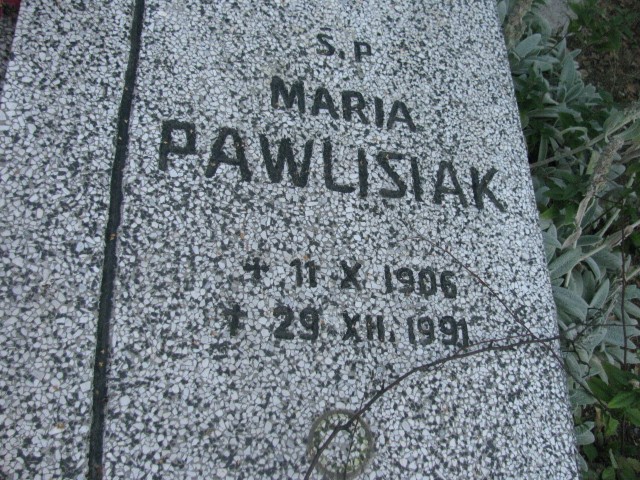 Ś.P
MARIA
PAWLISIAK
11 X 1906
29 XII. 1991